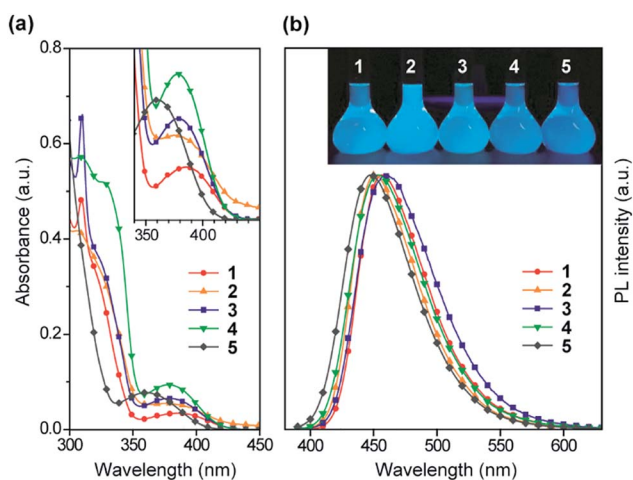 (a)
0.8
0.6
0.4
0.2
0.0
Absorbance (a.u.)
350 400
1
2
3
4
5
300 350 400 450
Wavelength (nm)
(b)
1 2 3 4 5
1
2
3
4
5
PL intensity (a.u.)
400 450 500 550 600
Wavelength (nm)